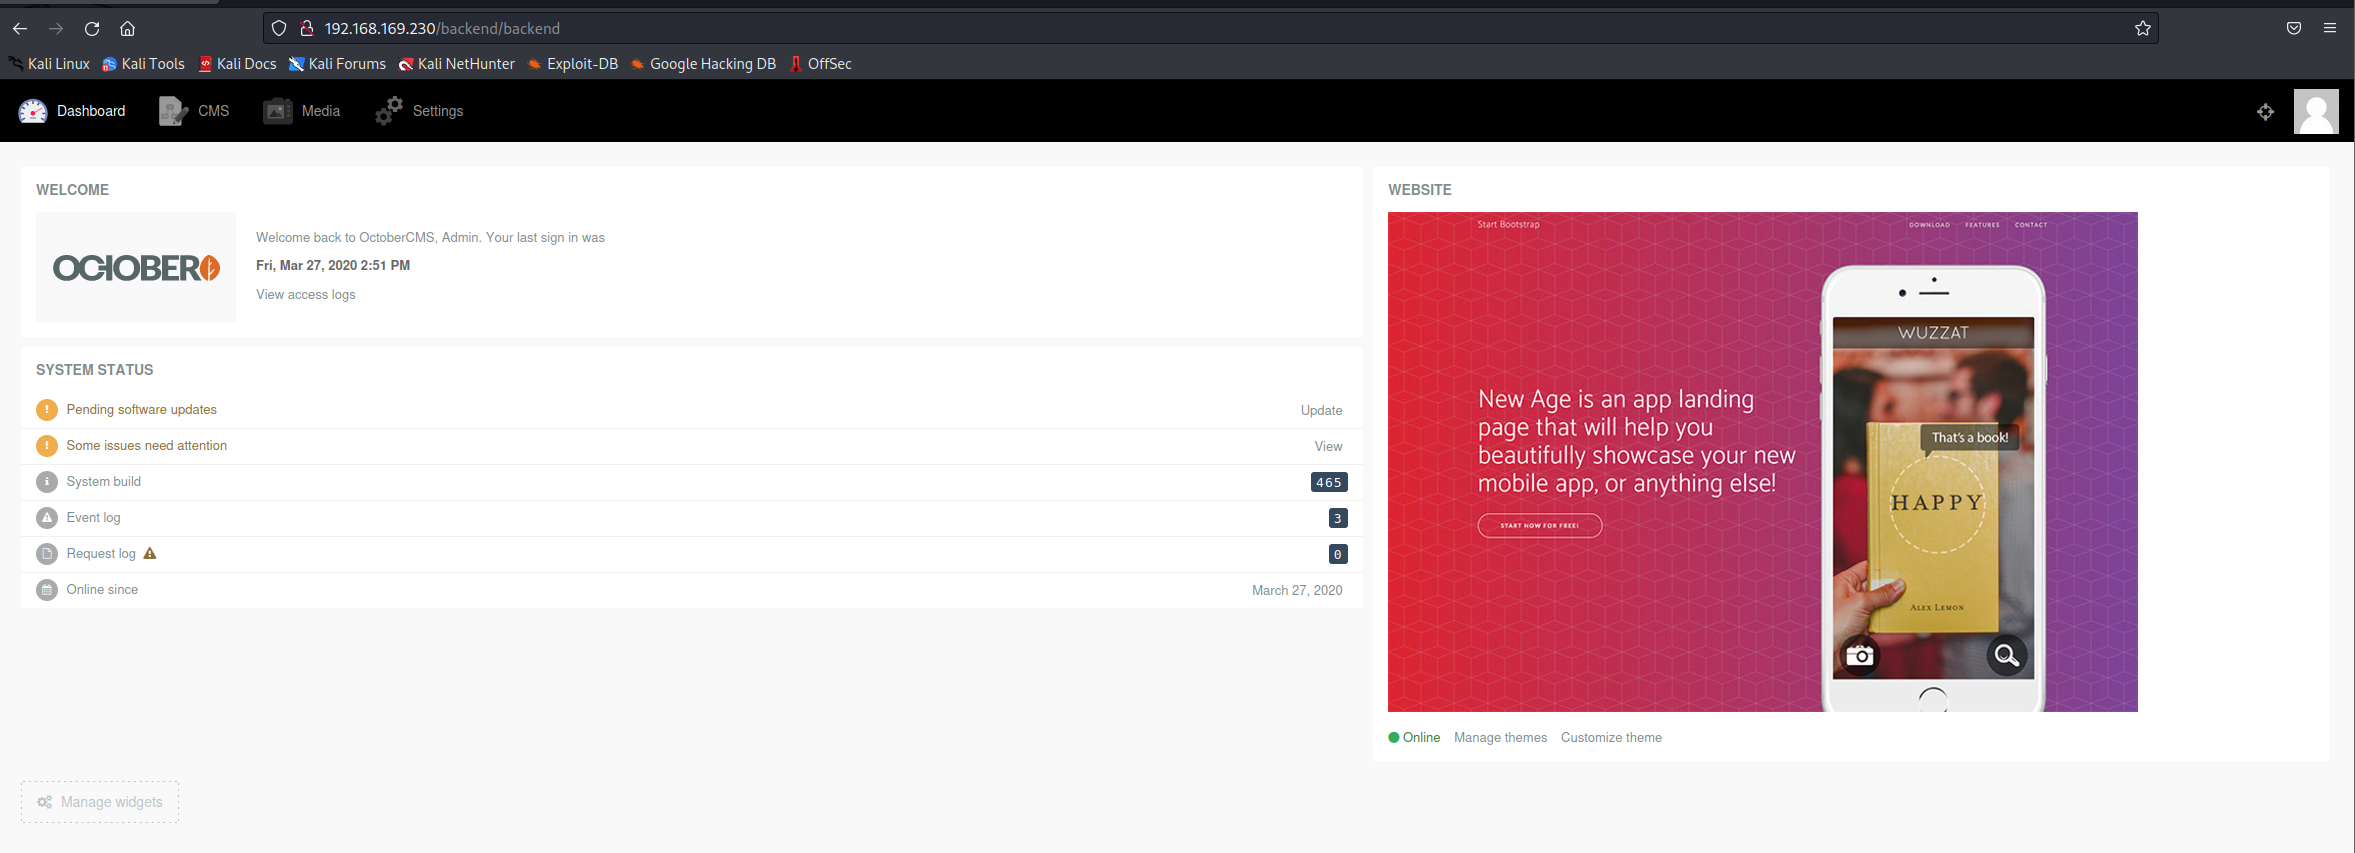 192.168.169.230/backend/backend
Kali Linux Kali Tools Kali Docs Kali Forums Kali NetHunter Exploit-DB Google Hacking DB OffSec
Dashboard CMS Media Settings
WELCOME
OCTOBER
Welcome back to OctoberCMS, Admin. Your last sign in was
Fri, Mar 27, 2020 2:51 PM
View access logs
SYSTEM STATUS
Pending software updates Update
Some issues need attention View
System build 465
Event log 3
Request log 0
Online since March 27, 2020
Manage widgets
WEBSITE
Start Bootstrap DOWNLOAD FEATURES CONTACT
New Age is an app landing
page that will help you
beautifully showcase your new
mobile app, or anything else!
START NOW FOR FREE!
WUZZAT
That's a book!
HAPPY
ALEX LEMON
Online Manage themes Customize theme